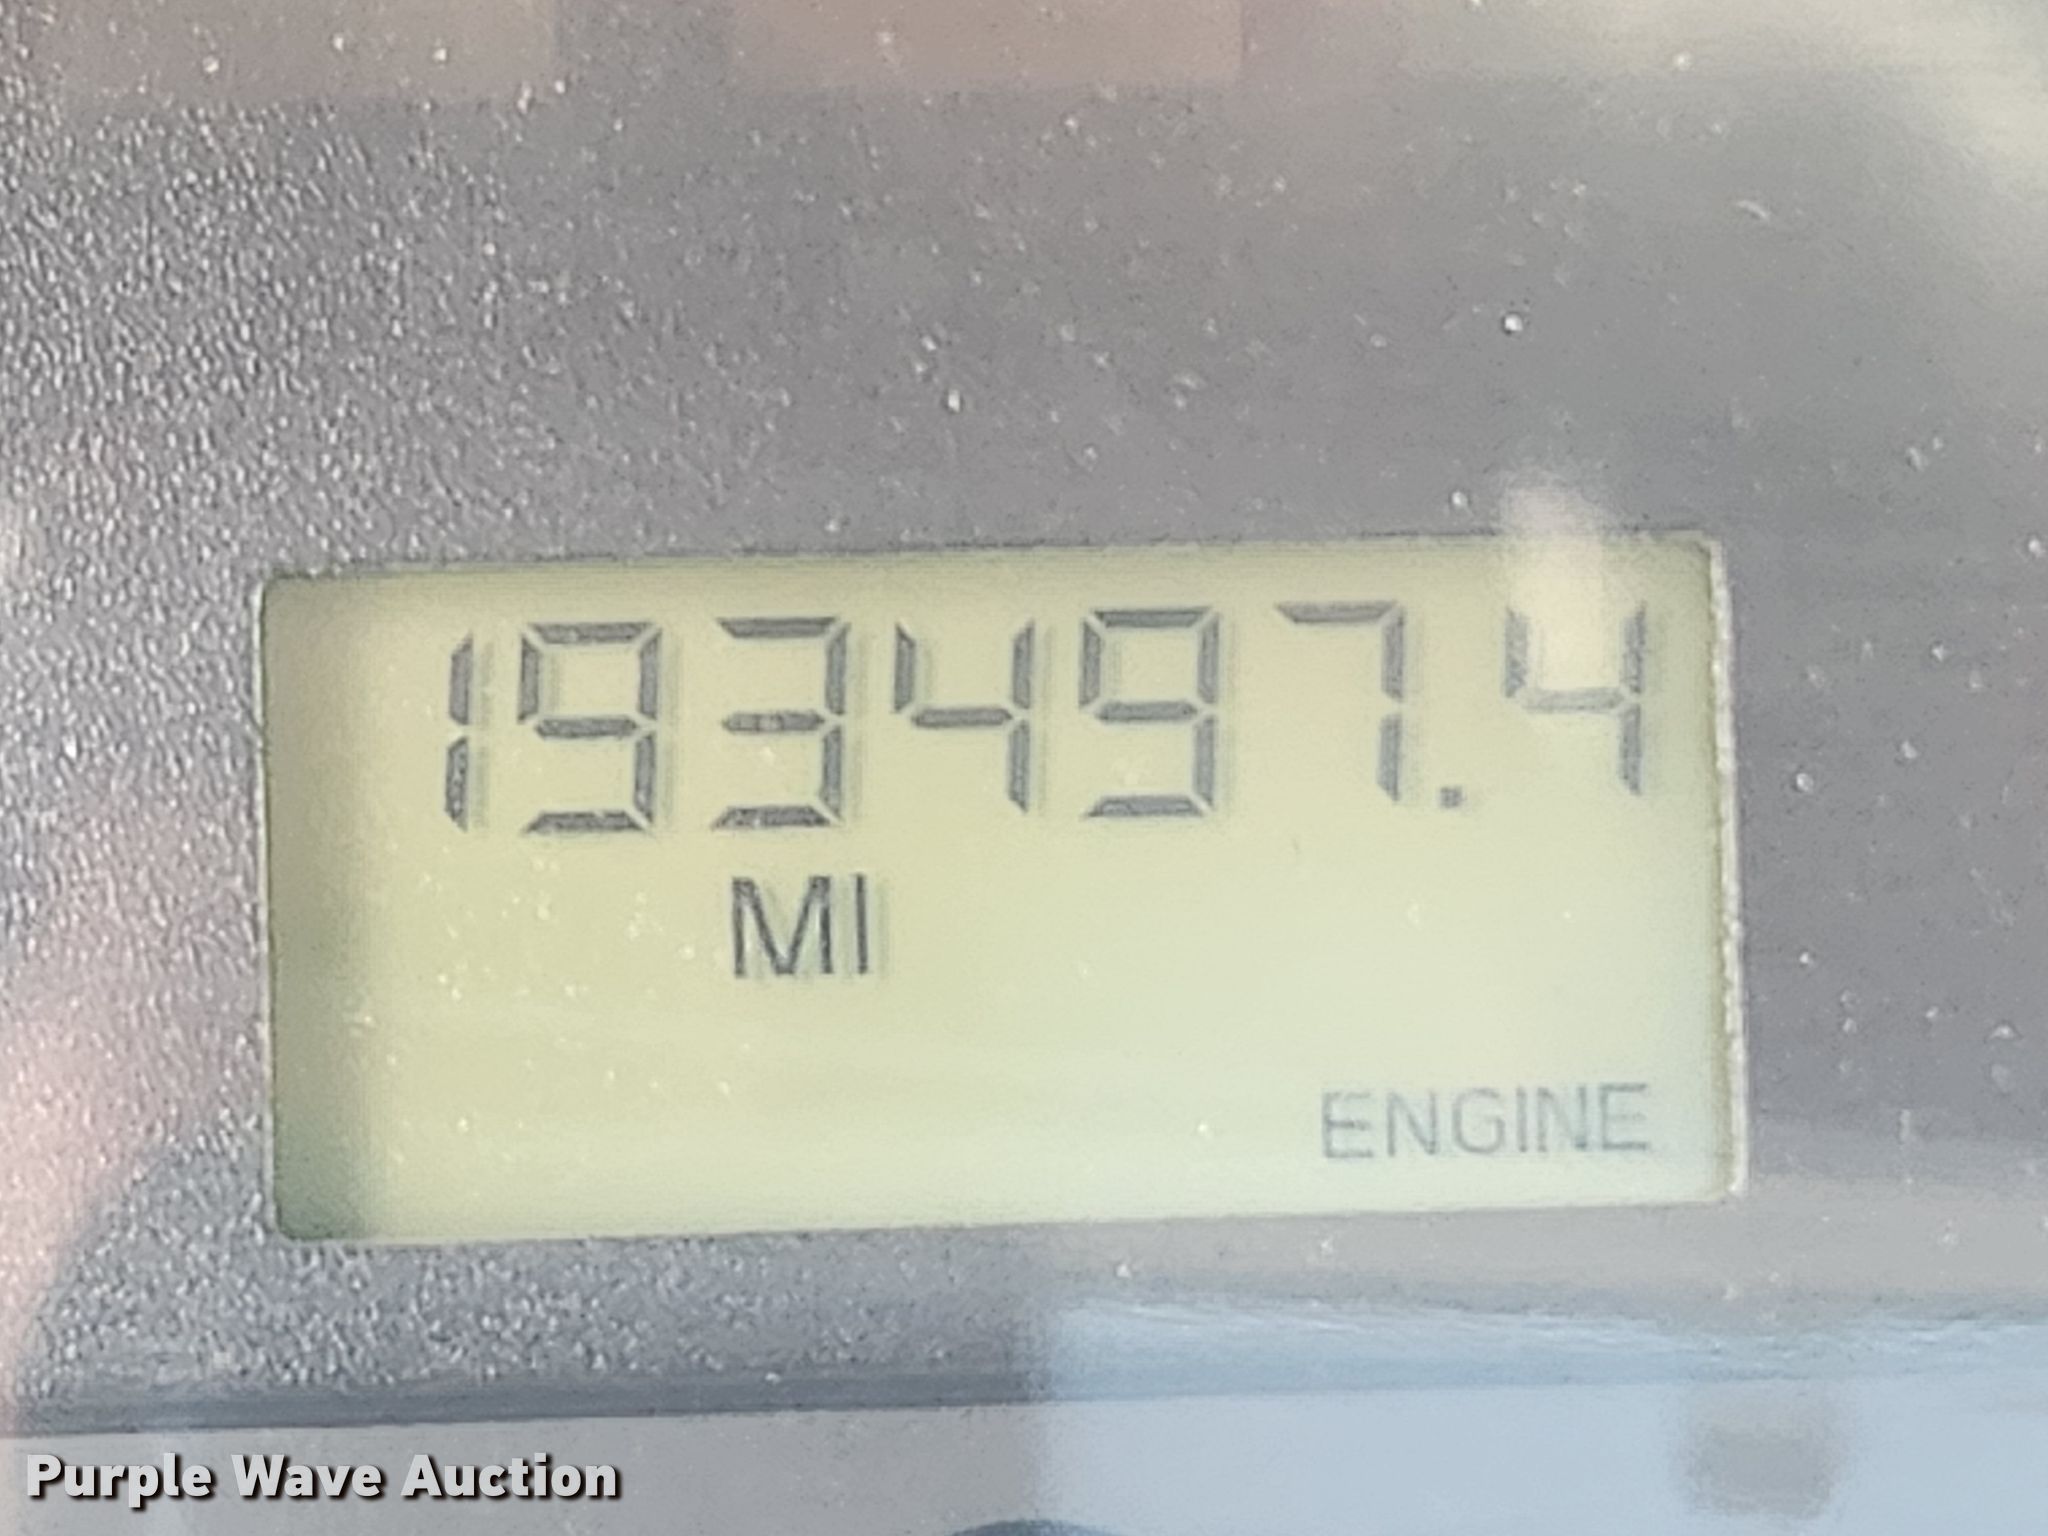 193497.4
MI
ENGINE
Purple Wave Auction